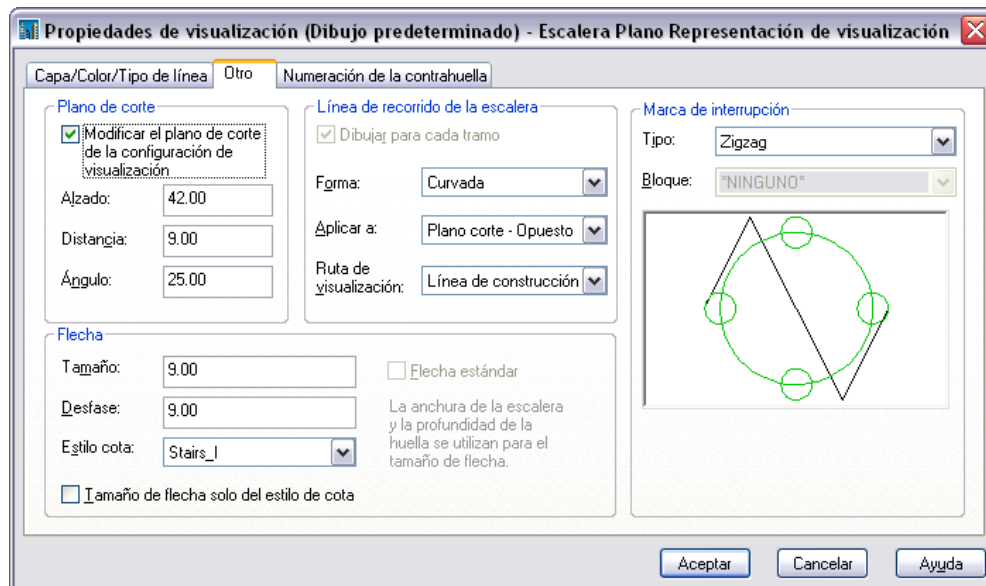 Propiedades de visualización (Dibujo predeterminado) - Escalera Plano Representación de visualización
Capa/Color/Tipo de línea
Otro
Numeración de la contrahuella
Plano de corte
Modificar el plano de corte
de la configuración de
visualización
Alzado:
42.00
Distancia:
9.00
Ángulo:
25.00
Línea de recorrido de la escalera
Dibujar para cada tramo
Forma:
Curvada
Aplicar a:
Plano corte - Opuesto
Ruta de
visualización:
Línea de construcción
Marca de interrupción
Tipo:
Zigzag
Bloque:
*NINGUNO*
Flecha
Tamaño:
9.00
Desfase:
9.00
Estilo cota:
Stairs_I
Flecha estándar
La anchura de la escalera
y la profundidad de la
huella se utilizan para el
tamaño de flecha.
Tamaño de flecha solo del estilo de cota
Aceptar
Cancelar
Ayuda